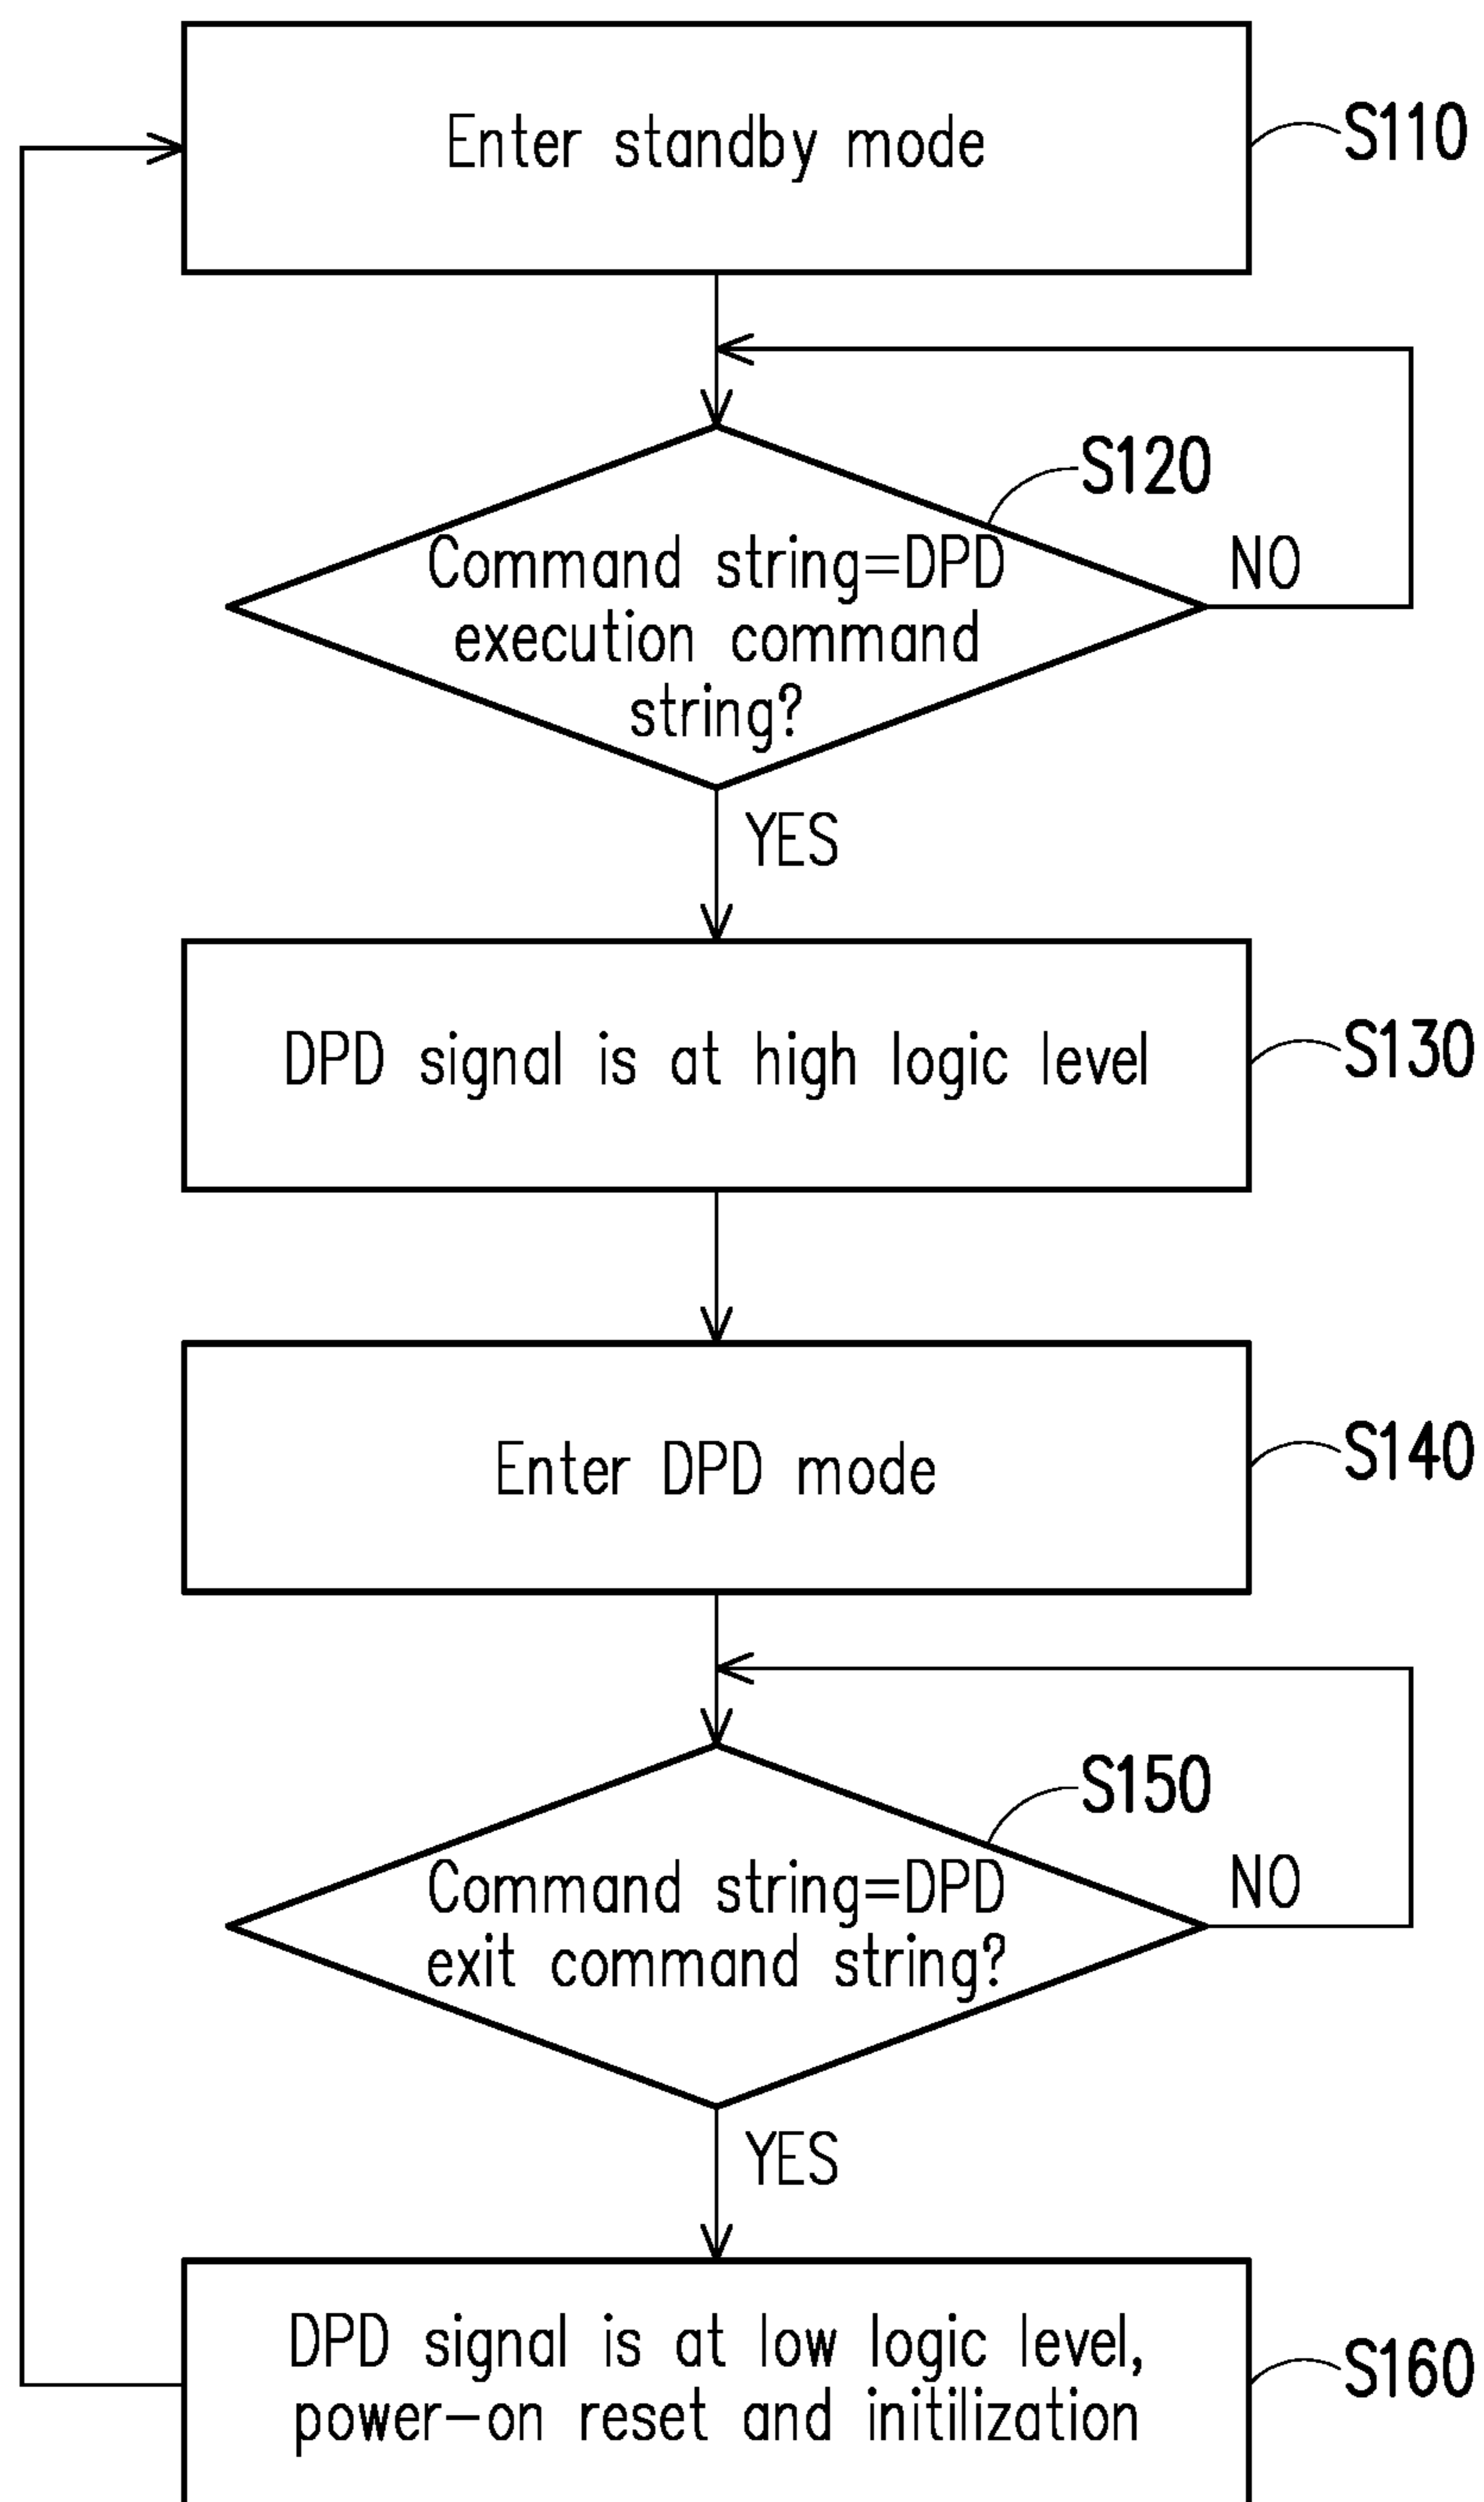 Enter standby mode
S110
S120
Command string=DPD
execution command
string?
NO
YES
DPD signal is at high logic level
S130
Enter DPD mode
S140
S150
Command string=DPD
exit command string?
NO
YES
DPD signal is at low logic level,
power-on reset and initilization
S160